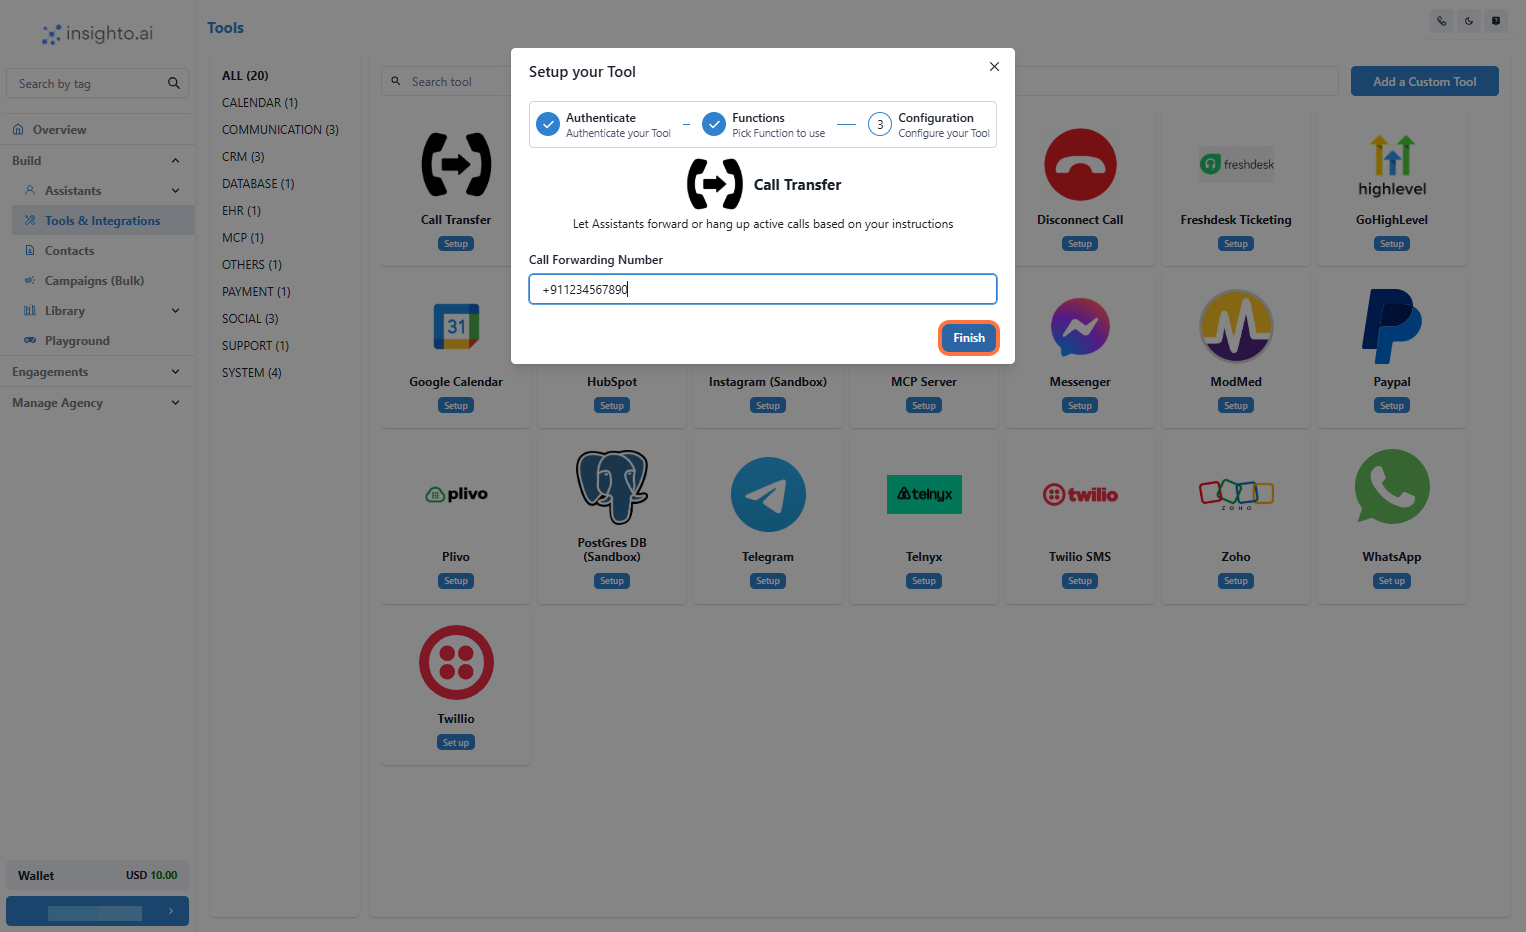 insighto.ai
Search by tag
Overview
Build
Assistants
Tools & Integrations
Contacts
Campaigns (Bulk)
Library
Playground
Engagements
Manage Agency
Wallet
USD 10.00
Tools
ALL (20)
CALENDAR (1)
COMMUNICATION (3)
CRM (3)
DATABASE (1)
EHR (1)
MCP (1)
OTHERS (1)
PAYMENT (1)
SOCIAL (3)
SUPPORT (1)
SYSTEM (4)
Search tool
Add a Custom Tool
Setup your Tool
Authenticate
Authenticate your Tool
Functions
Pick Function to use
3
Configuration
Configure your Tool
Call Transfer
Let Assistants forward or hang up active calls based on your instructions
Call Forwarding Number
+911234567890
Finish
Call Transfer
Setup
Disconnect Call
Setup
freshdesk
Freshdesk Ticketing
Setup
highlevel
GoHighLevel
Setup
31
Google Calendar
Setup
HubSpot
Setup
Instagram (Sandbox)
Setup
MCP Server
Setup
Messenger
Setup
ModMed
Setup
Paypal
Setup
plivo
Plivo
Setup
PostGres DB
(Sandbox)
Setup
Telegram
Setup
telnyx
Telnyx
Setup
twilio
Twilio SMS
Setup
ZOHO
Zoho
Setup
WhatsApp
Set up
Twillio
Set up